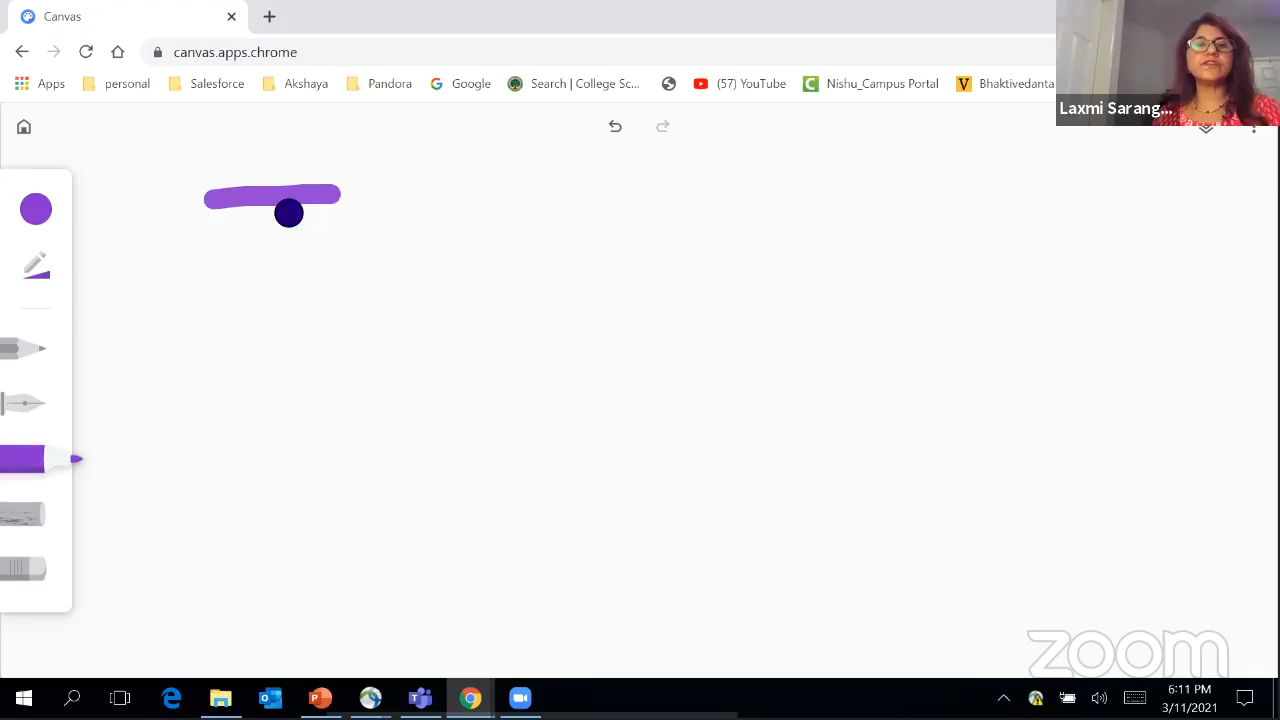 Canvas
canvas.apps.chrome
Apps personal Salesforce Akshaya Pandora Google Search | College Sc... (57) YouTube Nishu_Campus Portal Bhaktivedanta
Laxmi Sarang...
zoom
6:11 PM
3/11/2021